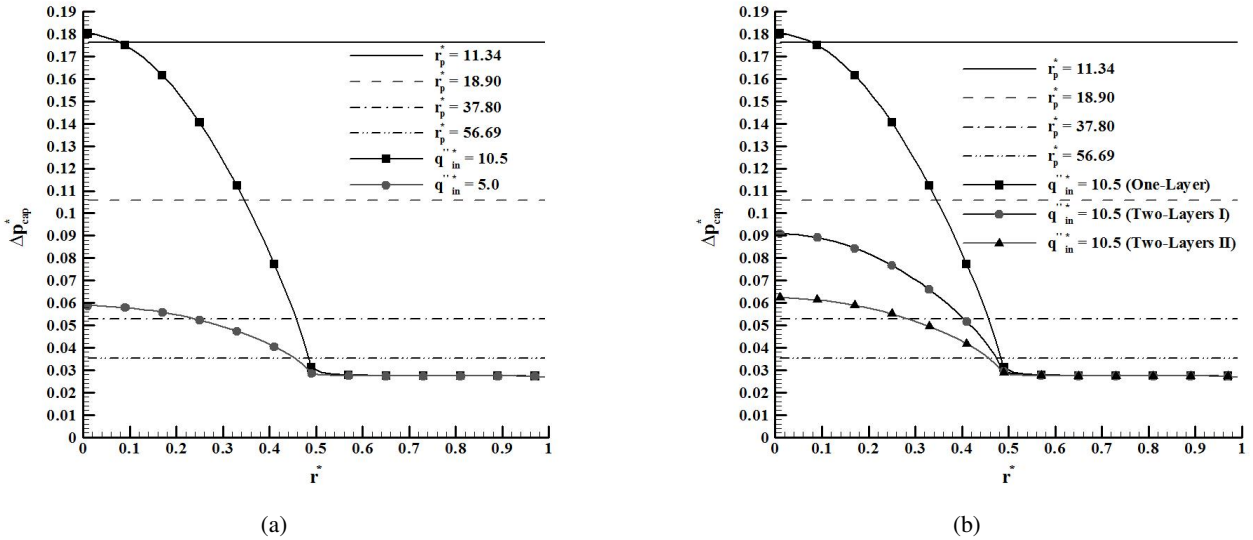 0.19
0.18
0.17
0.16
0.15
0.14
0.13
0.12
0.11
0.1
0.09
0.08
0.07
0.06
0.05
0.04
0.03
0.02
0.01
0
Δp*cap
r*p = 11.34
r*p = 18.90
r*p = 37.80
r*p = 56.69
q''*in = 10.5
q''*in = 5.0
0 0.1 0.2 0.3 0.4 0.5 0.6 0.7 0.8 0.9 1
r*
(a)
0.19
0.18
0.17
0.16
0.15
0.14
0.13
0.12
0.11
0.1
0.09
0.08
0.07
0.06
0.05
0.04
0.03
0.02
0.01
0
Δp*cap
r*p = 11.34
r*p = 18.90
r*p = 37.80
r*p = 56.69
q''*in = 10.5 (One-Layer)
q''*in = 10.5 (Two-Layers I)
q''*in = 10.5 (Two-Layers II)
0 0.1 0.2 0.3 0.4 0.5 0.6 0.7 0.8 0.9 1
r*
(b)